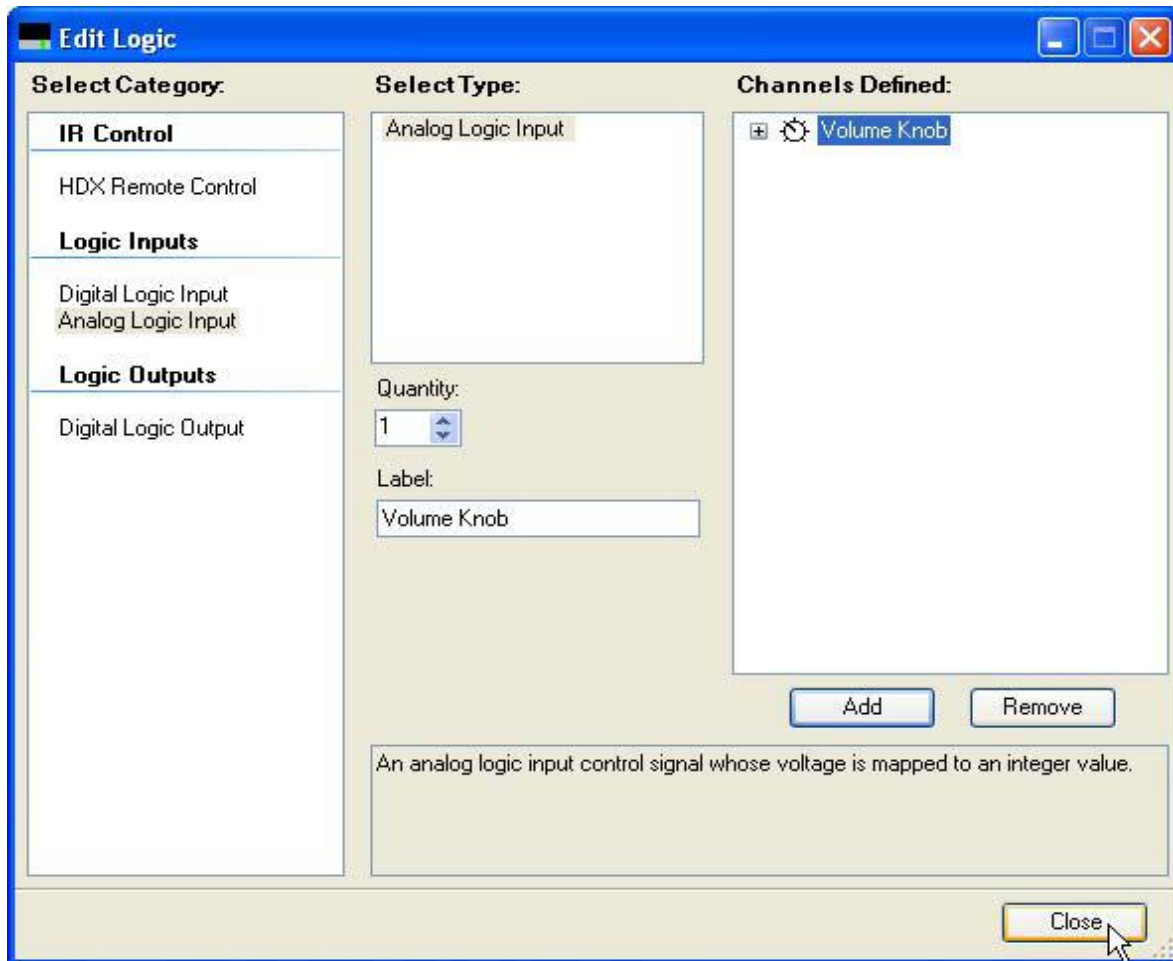 Edit Logic
Select Category:
IR Control
HDX Remote Control
Logic Inputs
Digital Logic Input
Analog Logic Input
Logic Outputs
Digital Logic Output
Select Type:
Analog Logic Input
Quantity:
1
Label:
Volume Knob
Channels Defined:
Volume Knob
Add
Remove
An analog logic input control signal whose voltage is mapped to an integer value.
Close